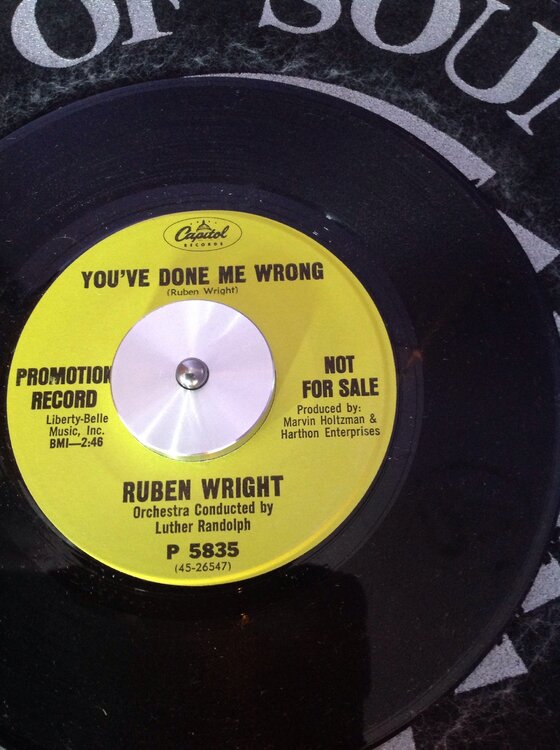 OF SOU
Capitol
RECORDS
YOU'VE DONE ME WRONG
(Ruben Wright)
PROMOTION
RECORD
Liberty-Belle
Music, Inc.
BMI—2:46
NOT
FOR SALE
Produced by:
Marvin Holtzman &
Harthon Enterprises
RUBEN WRIGHT
Orchestra Conducted by
Luther Randolph
P 5835
(45-26547)